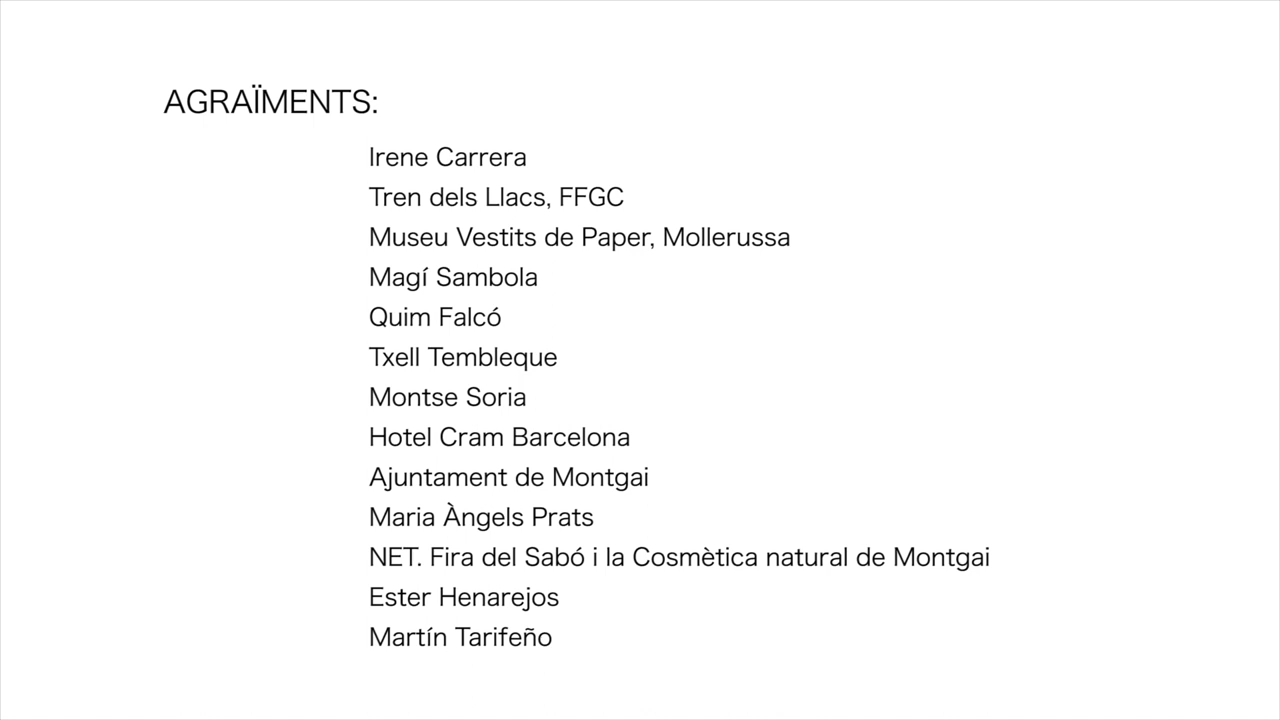 AGRAÏMENTS:
Irene Carrera
Tren dels Llacs, FFGC
Museu Vestits de Paper, Mollerussa
Magí Sambola
Quim Falcó
Txell Tembleque
Montse Soria
Hotel Cram Barcelona
Ajuntament de Montgai
Maria Àngels Prats
NET. Fira del Sabó i la Cosmètica natural de Montgai
Ester Henarejos
Martín Tarifeño